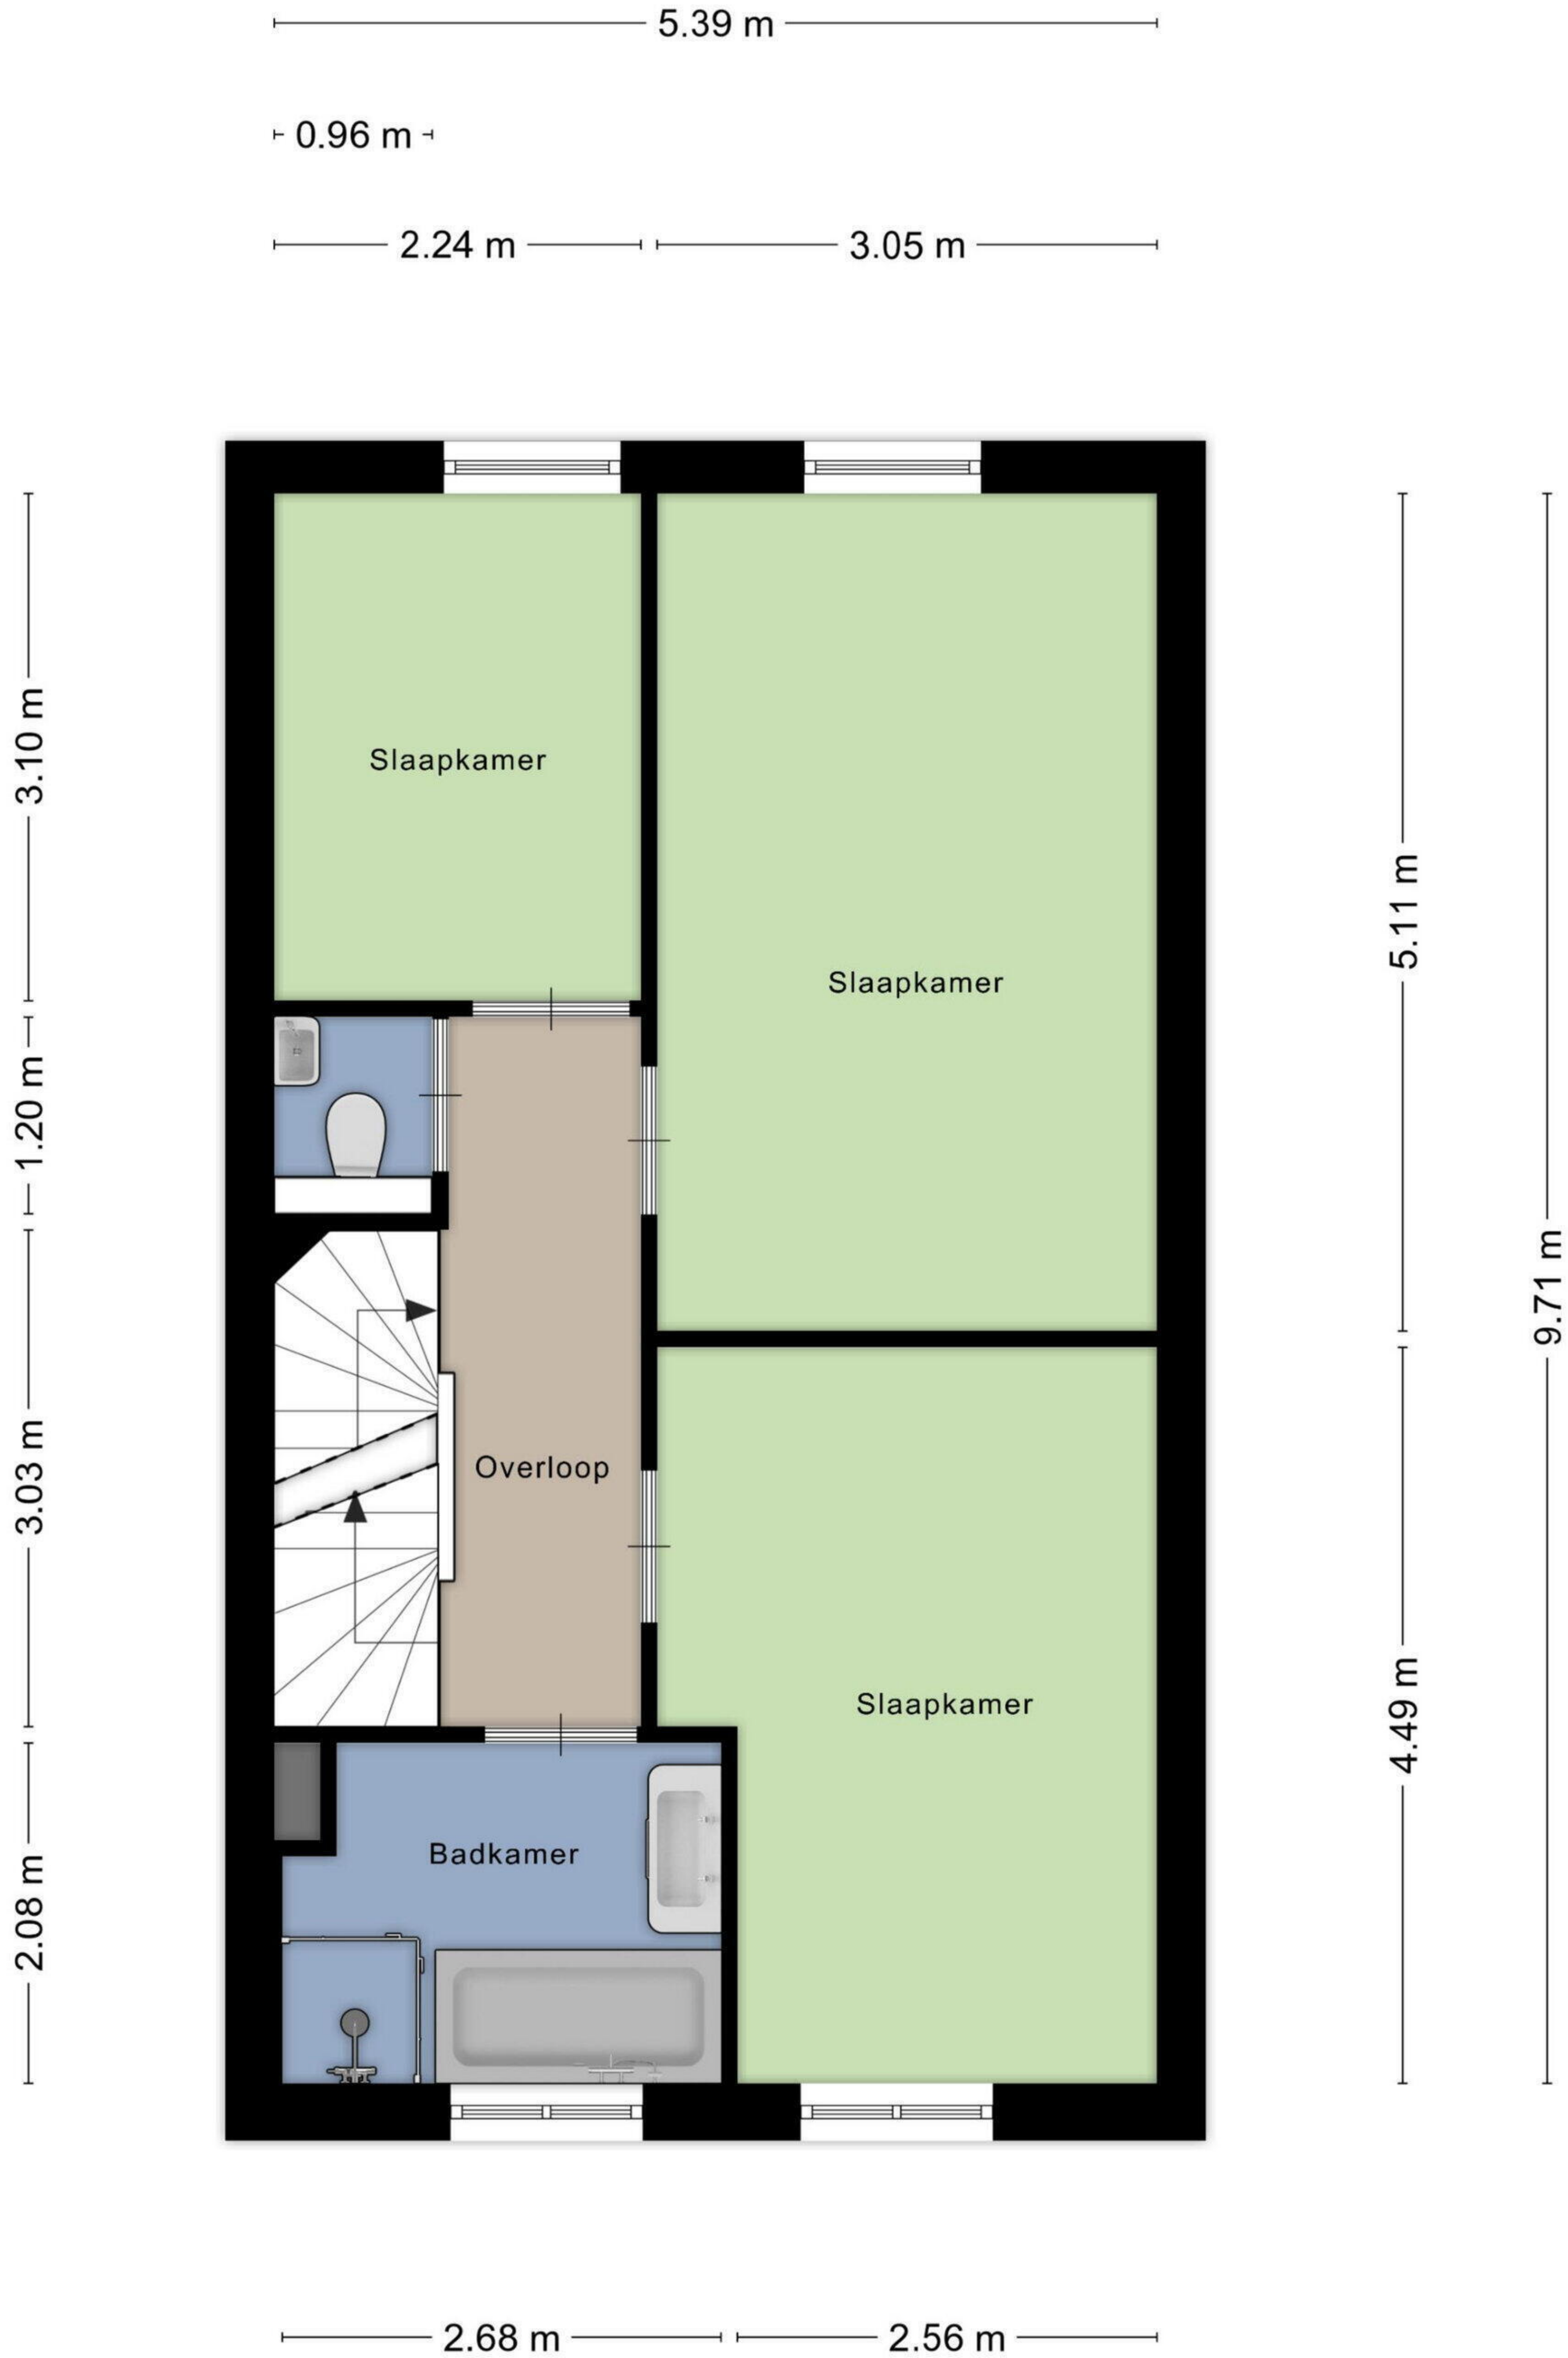 5.39 m
0.96 m
2.24 m
3.05 m
3.10 m
1.20 m
3.03 m
2.08 m
5.11 m
4.49 m
9.71 m
Slaapkamer
Slaapkamer
Overloop
Slaapkamer
Badkamer
2.68 m
2.56 m